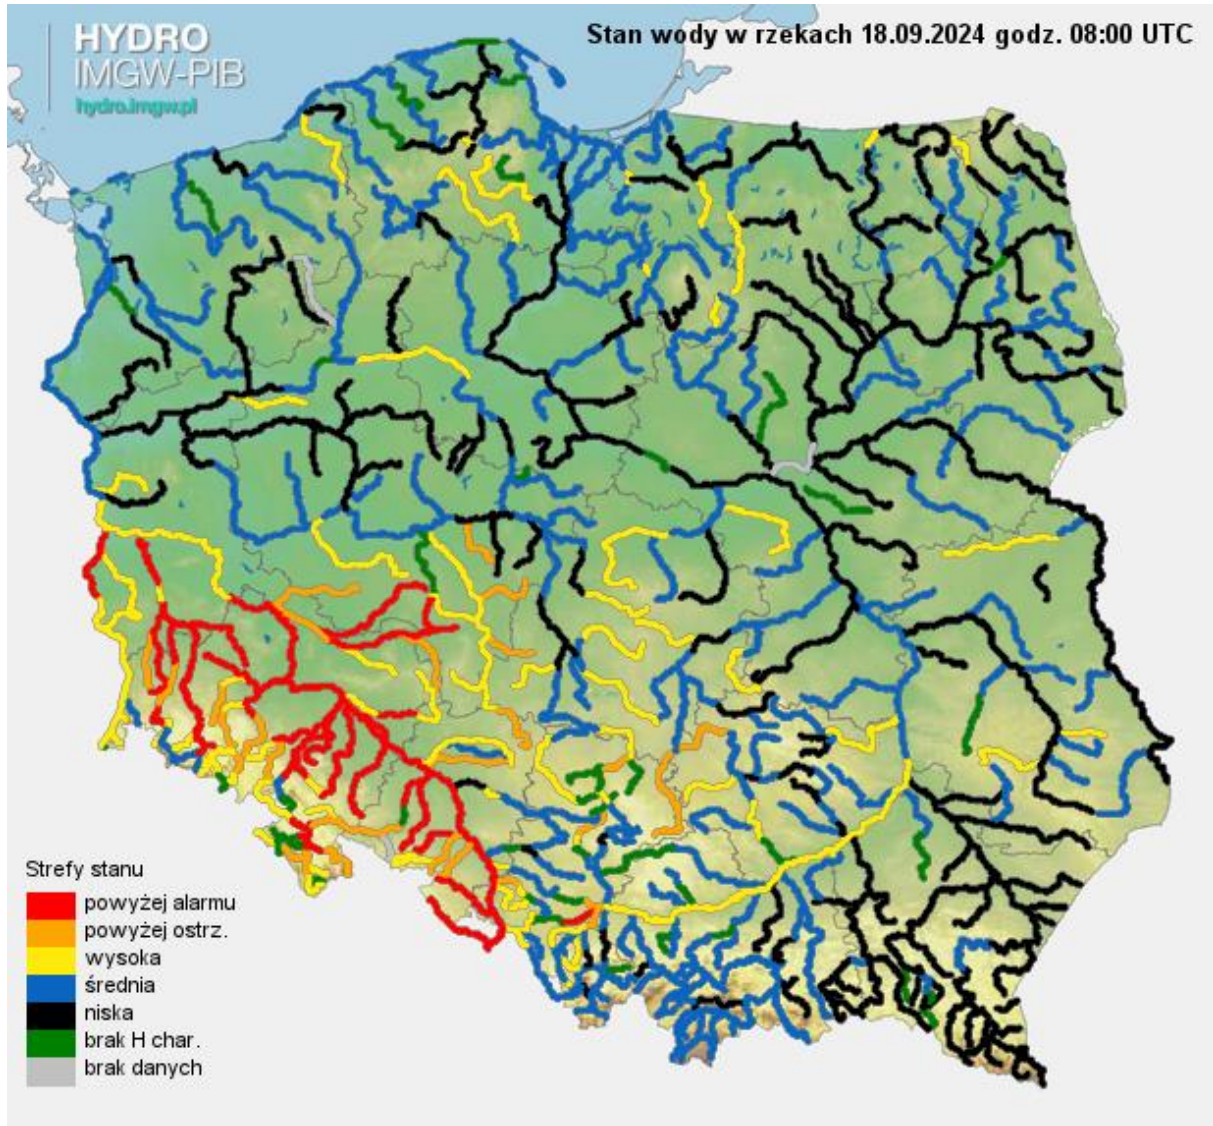 HYDRO
IMGW-PIB
hydro.imgw.pl
Stan wody w rzekach 18.09.2024 godz. 08:00 UTC
Strefy stanu
powyżej alarmu
powyżej ostrz.
wysoka
średnia
niska
brak H char.
brak danych